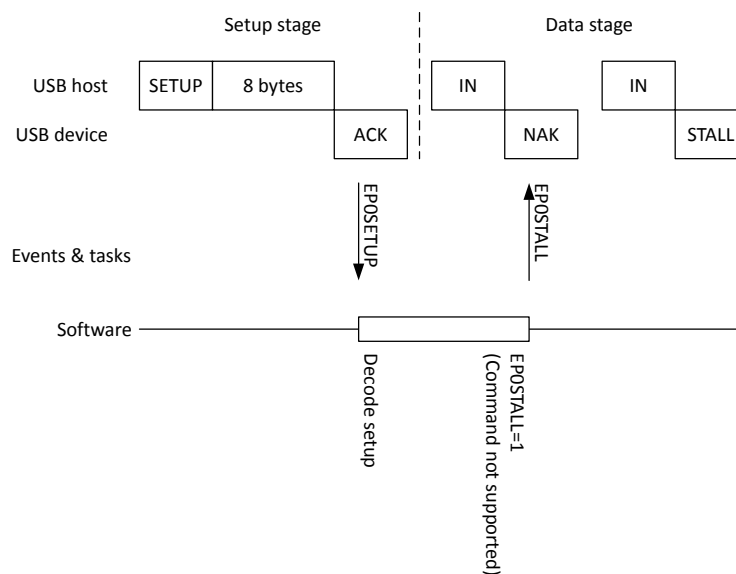 Setup stage
Data stage
USB host
SETUP
8 bytes
IN
IN
USB device
ACK
NAK
STALL
EP0SETUP
EP0STALL
Events & tasks
Software
Decode setup
EP0STALL=1
(Command not supported)